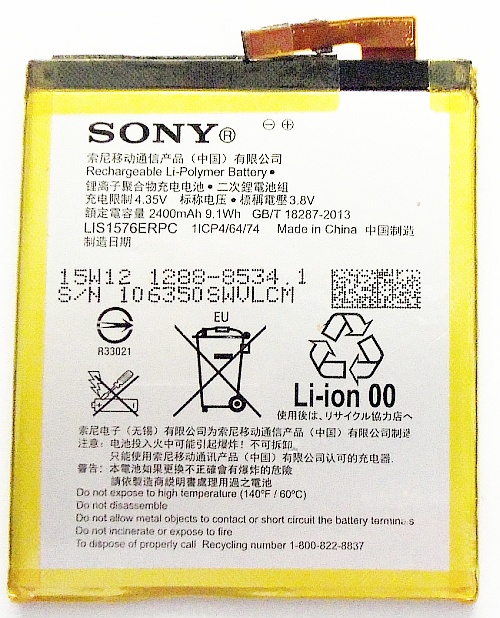 SONY®
⊖ ⊕
索尼移动通信产品（中国）有限公司
Rechargeable Li-Polymer Battery•
锂离子聚合物充电电池•二次鋰電池組
充电限制4.35V 标称电压•標稱電壓3.8V
額定電容量 2400mAh 9.1Wh GB/T 18287-2013
LIS1576ERPC 1ICP4/64/74 Made in China 中国制造
制造日期
15W12 1288-8534.1
S/N 1063509WVLCM
R33021
EU
Li-ion 00
使用後は、リサイクル協力店へ
索尼电子（无锡）有限公司为索尼移动通信产品（中国）有限公司制造
注意：电池投入火中可能引起爆炸！不可拆卸
只能使用索尼移动通讯产品（中国）有限公司认可的充电器
警告：本電池如果更換不正確會有爆炸的危險
請依製造商説明書處理用過之電池
Do not expose to high temperature (140°F / 60°C)
Do not disassemble
Do not allow metal objects to contact or short circuit the battery terminals
Do not incinerate or expose to fire
To dispose of properly call Recycling number 1-800-822-8837